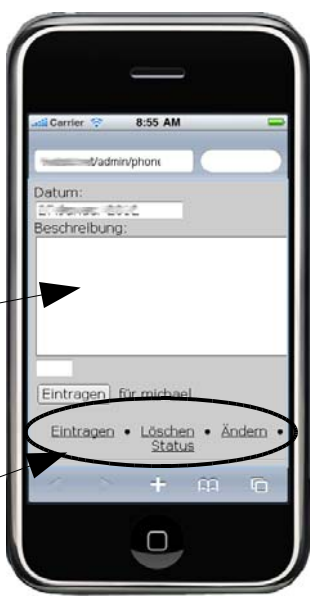 Carrier 8:55 AM
/admin/phone
Datum:
Beschreibung:
Eintragen für michael
Eintragen • Löschen • Ändern •
Status